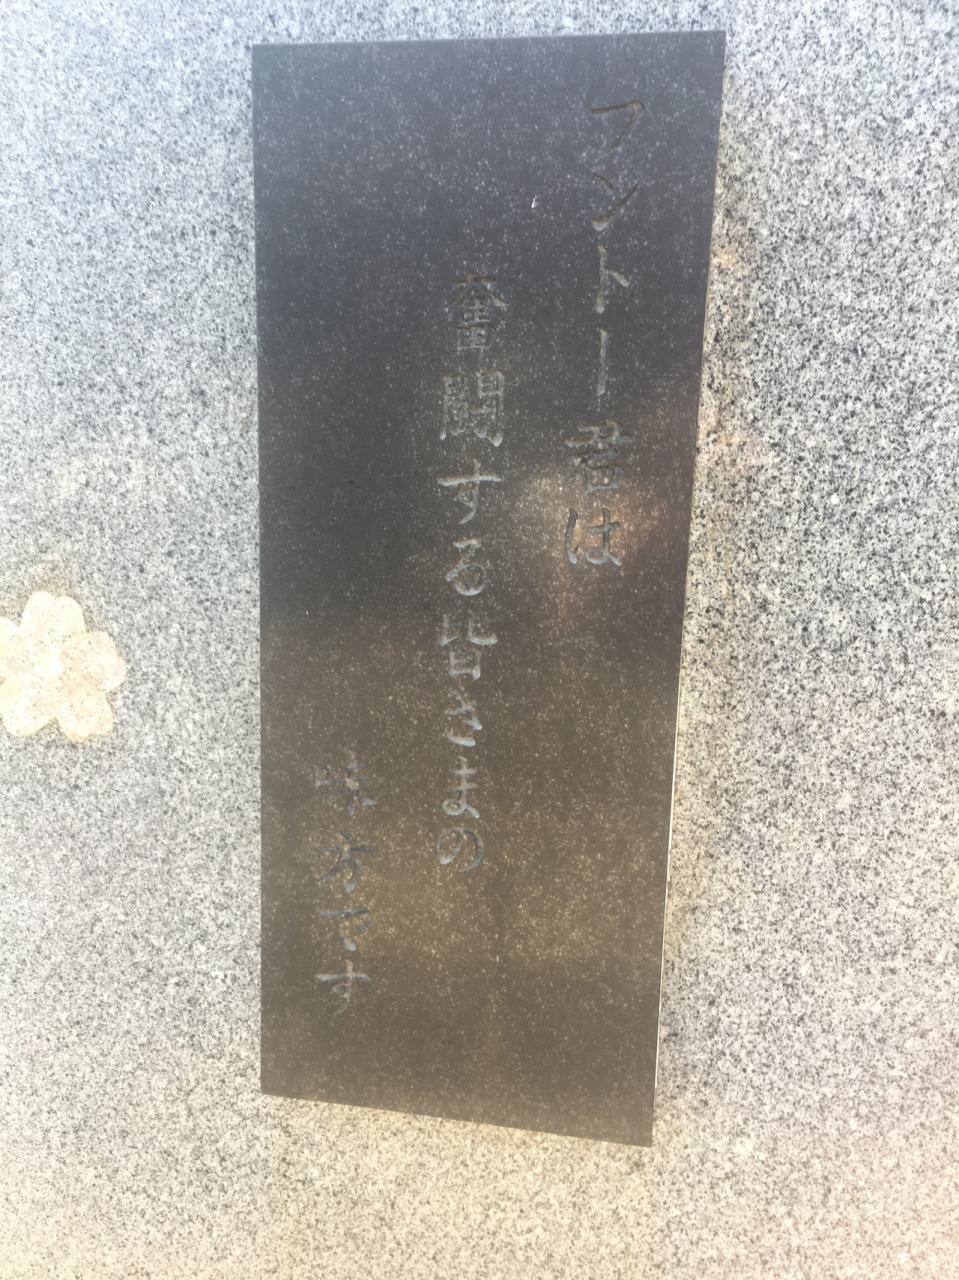 フントー君は
奮闘する皆さまの
味方です